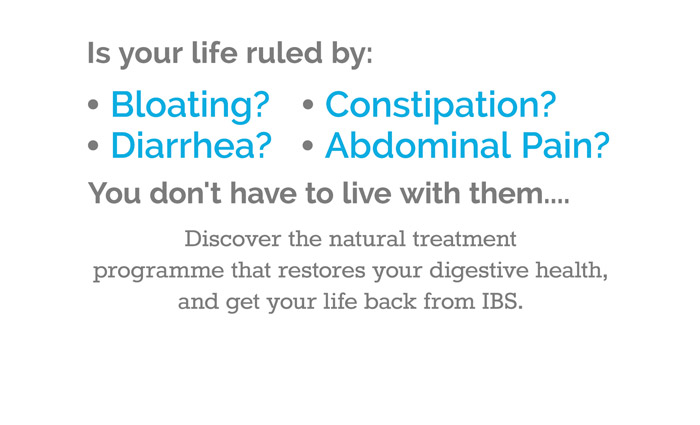 Is your life ruled by:
• Bloating? • Constipation?
• Diarrhea? • Abdominal Pain?
You don't have to live with them....
Discover the natural treatment
programme that restores your digestive health,
and get your life back from IBS.